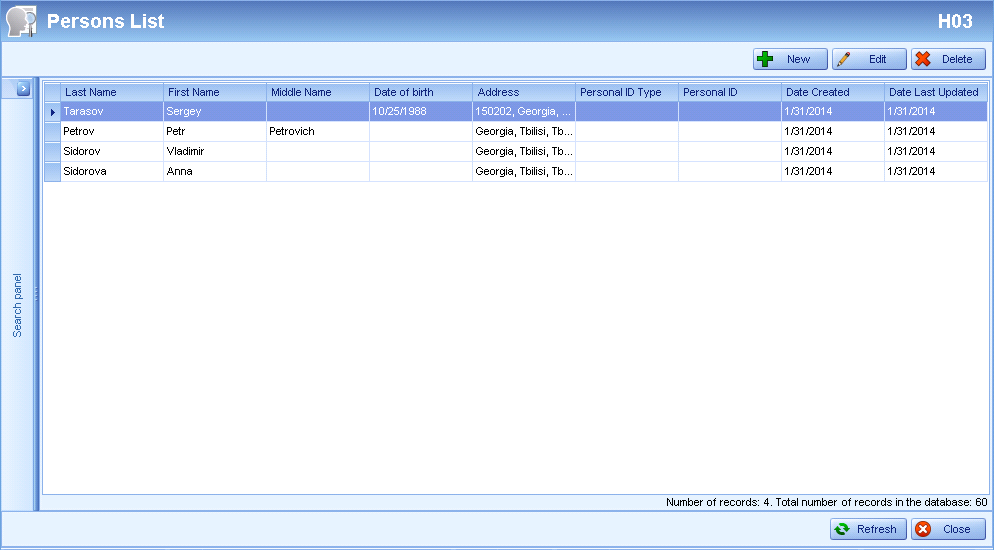 Persons List H03
New Edit Delete
Last Name First Name Middle Name Date of birth Address Personal ID Type Personal ID Date Created Date Last Updated
Tarasov Sergey 10/25/1988 150202, Georgia, ... 1/31/2014 1/31/2014
Petrov Petr Petrovich Georgia, Tbilisi, Tb... 1/31/2014 1/31/2014
Sidorov Vladimir Georgia, Tbilisi, Tb... 1/31/2014 1/31/2014
Sidorova Anna Georgia, Tbilisi, Tb... 1/31/2014 1/31/2014
Search panel
Number of records: 4. Total number of records in the database: 60
Refresh Close